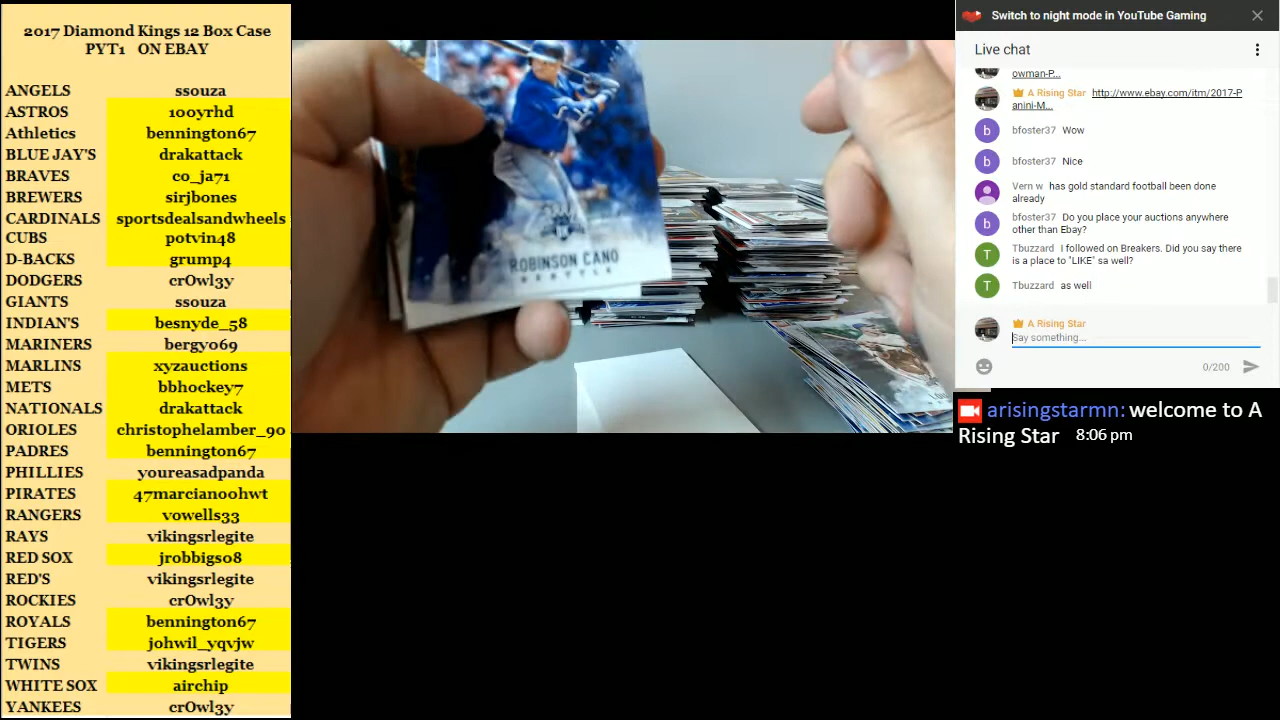 2017 Diamond Kings 12 Box Case
PYT1 ON EBAY
ANGELS ssouza
ASTROS 100yrhd
Athletics bennington67
BLUE JAY'S drakattack
BRAVES co_ja71
BREWERS sirjbones
CARDINALS sportsdealsandwheels
CUBS potvin48
D-BACKS grump4
DODGERS crOwl3y
GIANTS ssouza
INDIAN'S besnyde_58
MARINERS bergy069
MARLINS xyzauctions
METS bbhockey7
NATIONALS drakattack
ORIOLES christophelamber_90
PADRES bennington67
PHILLIES youreasadpanda
PIRATES 47marcianoohwt
RANGERS vowells33
RAYS vikingsrlegite
RED SOX jrobbigs08
RED'S vikingsrlegite
ROCKIES crOwl3y
ROYALS bennington67
TIGERS johwil_yqvjw
TWINS vikingsrlegite
WHITE SOX airchip
YANKEES crOwl3y
ROBINSON CANO
SEATTLE
Switch to night mode in YouTube Gaming
Live chat
owman-P...
A Rising Star http://www.ebay.com/itm/2017-P
anini-M...
b bfoster37 Wow
b bfoster37 Nice
Vern w has gold standard football been done
already
b bfoster37 Do you place your auctions anywhere
other than Ebay?
T Tbuzzard I followed on Breakers. Did you say there
is a place to "LIKE" sa well?
T Tbuzzard as well
A Rising Star
Say something...
0/200
arisingstarmn: welcome to A
Rising Star 8:06 pm